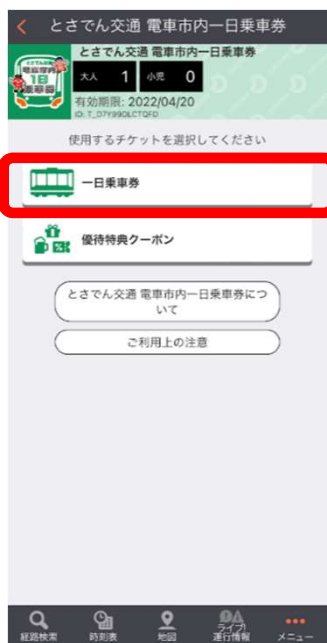 とさでん交通 電車市内一日乗車券
とさでん交通 電車市内一日乗車券
大人 1 小児 0
有効期限: 2022/04/20
使用するチケットを選択してください
一日乗車券
優待特典クーポン
とさでん交通 電車市内一日乗車券につ
いて
ご利用上の注意
経路検索
時刻表
地図
ライブ!
運行情報
メニュー